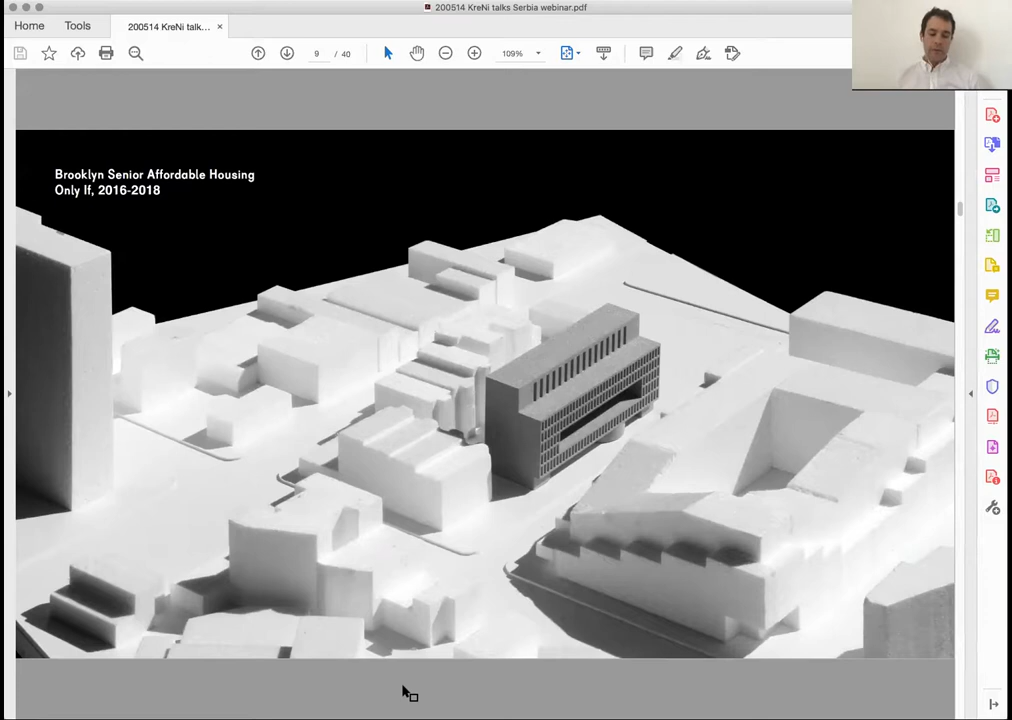 200514 KreNi talks Serbia webinar.pdf
Home
Tools
200514 KreNi talk...
9 / 40
109%
Brooklyn Senior Affordable Housing
Only If, 2016-2018